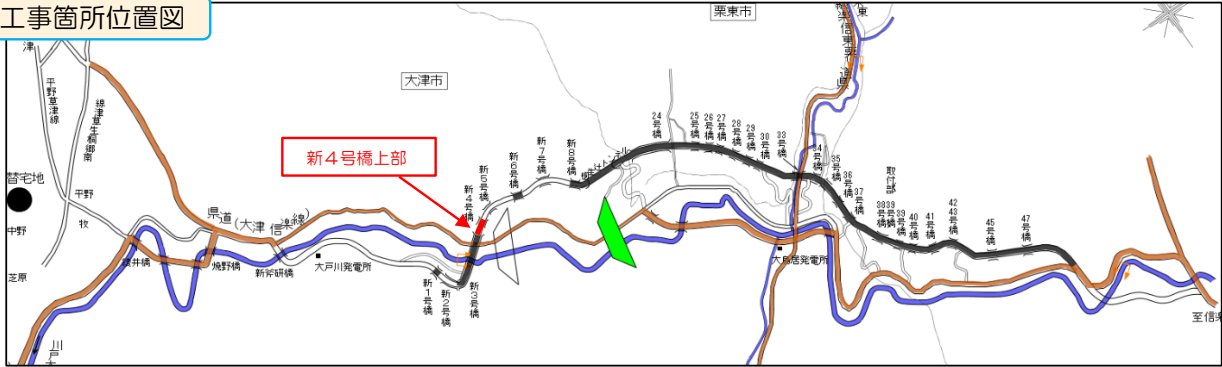 工事箇所位置図
栗東市
大津市
新4号橋上部
平野草津線
替宅地
平野
中野
牧
芝原
県道(大津信楽線)
焼野橋
新斧研橋
大戸川発電所
新1号橋
新2号橋
新3号橋
新4号橋
新5号橋
新6号橋
新7号橋
新8号橋
24号橋
25号橋
26号橋
27号橋
28号橋
29号橋
30号橋
33号橋
34号橋
35号橋
36号橋
37号橋
取付部
38号橋
39号橋
39号橋
40号橋
41号橋
42号橋
43号橋
45号橋
47号橋
大鳥居発電所
至信楽